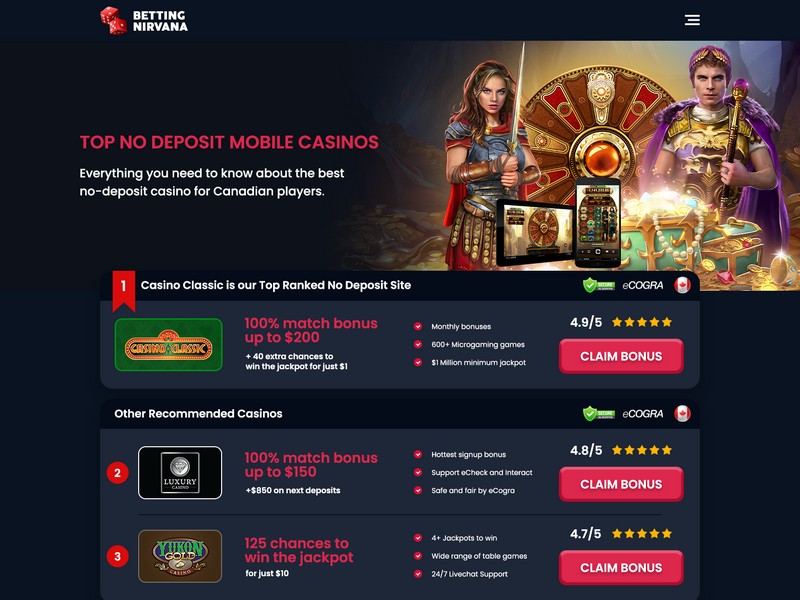 BETTING
NIRVANA
TOP NO DEPOSIT MOBILE CASINOS
Everything you need to know about the best
no-deposit casino for Canadian players.
1
Casino Classic is our Top Ranked No Deposit Site
SECURE
eCOGRA
CASINO CLASSIC
100% match bonus
up to $200
+ 40 extra chances to
win the jackpot for just $1
Monthly bonuses
600+ Microgaming games
$1 Million minimum jackpot
4.9/5
CLAIM BONUS
Other Recommended Casinos
SECURE
eCOGRA
2
LUXURY
CASINO
100% match bonus
up to $150
+$850 on next deposits
Hottest signup bonus
Support eCheck and Interact
Safe and fair by eCogra
4.8/5
CLAIM BONUS
3
YUKON
GOLD
CASINO
125 chances to
win the jackpot
for just $10
4+ Jackpots to win
Wide range of table games
24/7 Livechat Support
4.7/5
CLAIM BONUS